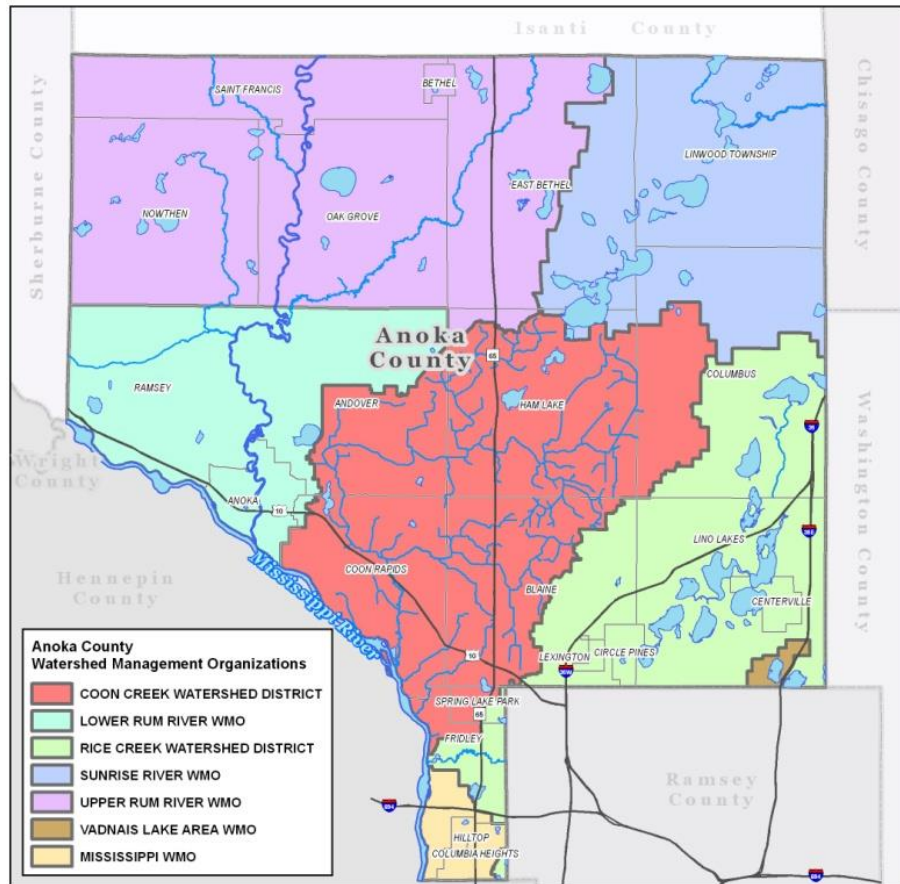 Isanti County
Sherburne County
Chisago County
SAINT FRANCIS
BETHEL
LINWOOD TOWNSHIP
EAST BETHEL
NOWTHEN
OAK GROVE
Anoka
County
65
RAMSEY
ANDOVER
HAM LAKE
COLUMBUS
Washington County
Wright
County
35
ANOKA
10
LINO LAKES
Mississippi River
Hennepin
County
COON RAPIDS
BLAINE
CENTERVILLE
LEXINGTON
CIRCLE PINES
10
35W
SPRING LAKE PARK
65
FRIDLEY
Ramsey
County
694
HILLTOP
COLUMBIA HEIGHTS
694
Anoka County
Watershed Management Organizations
COON CREEK WATERSHED DISTRICT
LOWER RUM RIVER WMO
RICE CREEK WATERSHED DISTRICT
SUNRISE RIVER WMO
UPPER RUM RIVER WMO
VADNAIS LAKE AREA WMO
MISSISSIPPI WMO